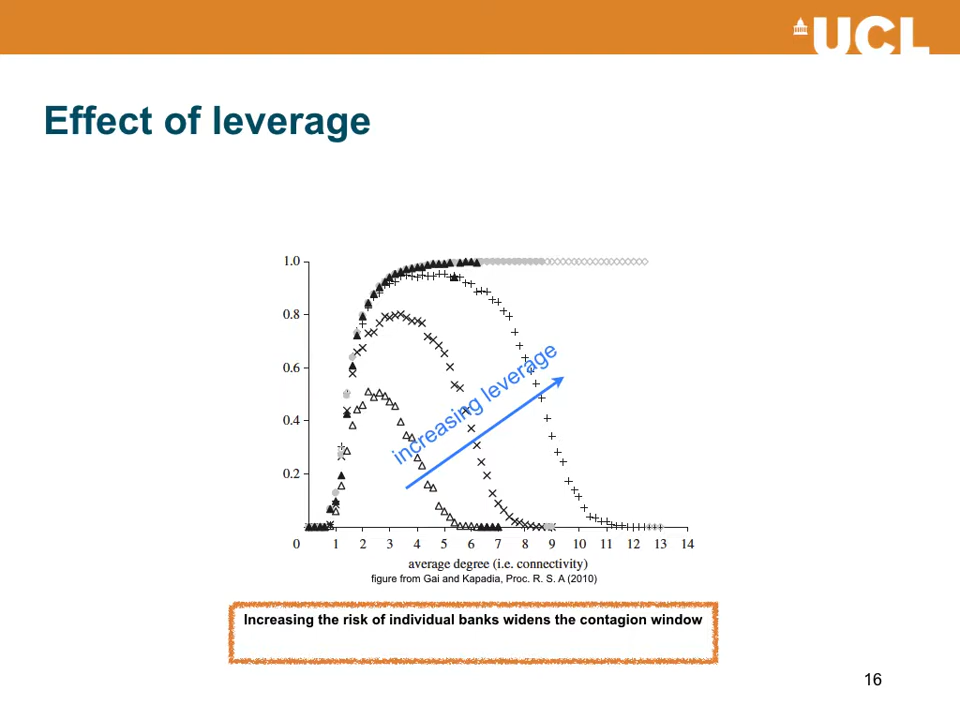 UCL
Effect of leverage
1.0
0.8
0.6
0.4
0.2
increasing leverage
0 1 2 3 4 5 6 7 8 9 10 11 12 13 14
average degree (i.e. connectivity)
figure from Gai and Kapadia, Proc. R. S. A (2010)
Increasing the risk of individual banks widens the contagion window
16